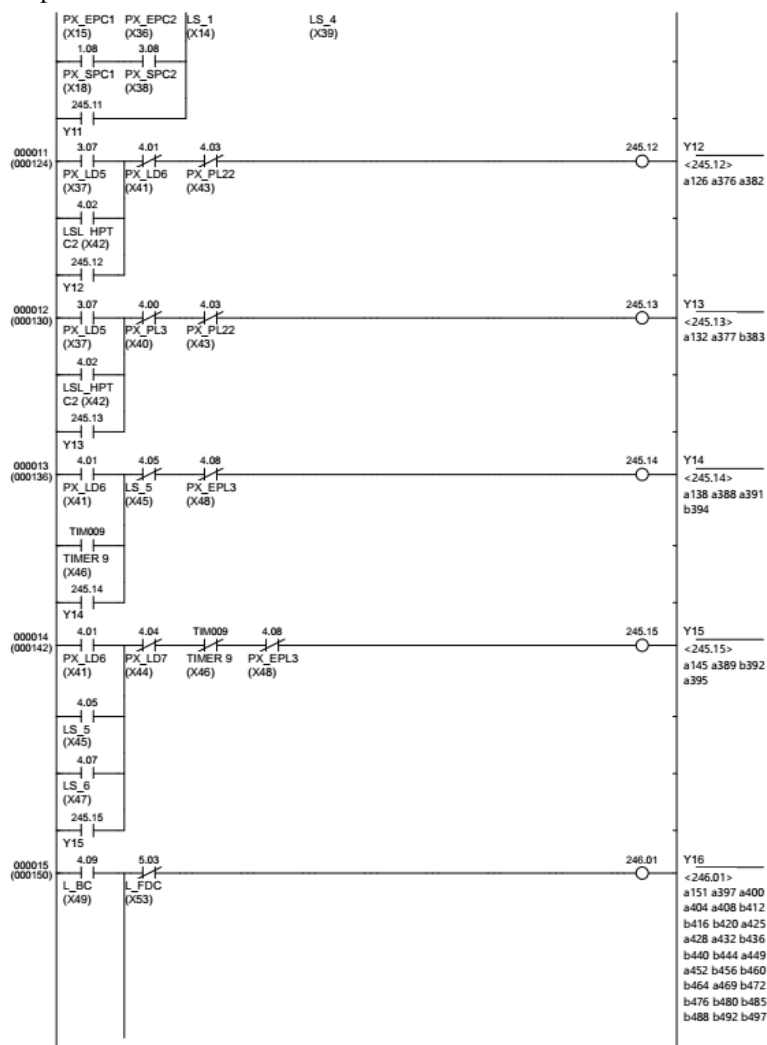 PX_EPC1 PX_EPC2 LS_1 LS_4
(X15) (X36) (X14) (X39)
1.08 3.08
PX_SPC1 PX_SPC2
(X18) (X38)
245.11
Y11
000011 3.07 4.01 4.03 245.12 Y12
(000124) <245.12>
PX_LD5 PX_LD6 PX_PL22 a126 a376 a382
(X37) (X41) (X43)
4.02
LSL_HPT
C2 (X42)
245.12
Y12
000012 3.07 4.00 4.03 245.13 Y13
(000130) <245.13>
PX_LD5 PX_PL3 PX_PL22 a132 a377 b383
(X37) (X40) (X43)
4.02
LSL_HPT
C2 (X42)
245.13
Y13
000013 4.01 4.05 4.08 245.14 Y14
(000136) <245.14>
PX_LD6 LS_5 PX_EPL3 a138 a388 a391
(X41) (X45) (X48) b394
TIM009
TIMER 9
(X46)
245.14
Y14
000014 4.01 4.04 TIM009 4.08 245.15 Y15
(000142) <245.15>
PX_LD6 PX_LD7 TIMER 9 PX_EPL3 a145 a389 b392
(X41) (X44) (X46) (X48) a395
4.05
LS_5
(X45)
4.07
LS_6
(X47)
245.15
Y15
000015 4.09 5.03 246.01 Y16
(000150) <246.01>
L_BC L_FDC a151 a397 a400
(X49) (X53) a404 a408 b412
b416 b420 a425
a428 a432 b436
b440 b444 a449
a452 b456 b460
b464 a469 b472
b476 b480 b485
b488 b492 b497